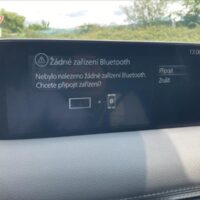 Žádné zařízení Bluetooth
Nebylo nalezeno žádné zařízení Bluetooth.
Chcete připojit zařízení?
Připojit
Zrušit